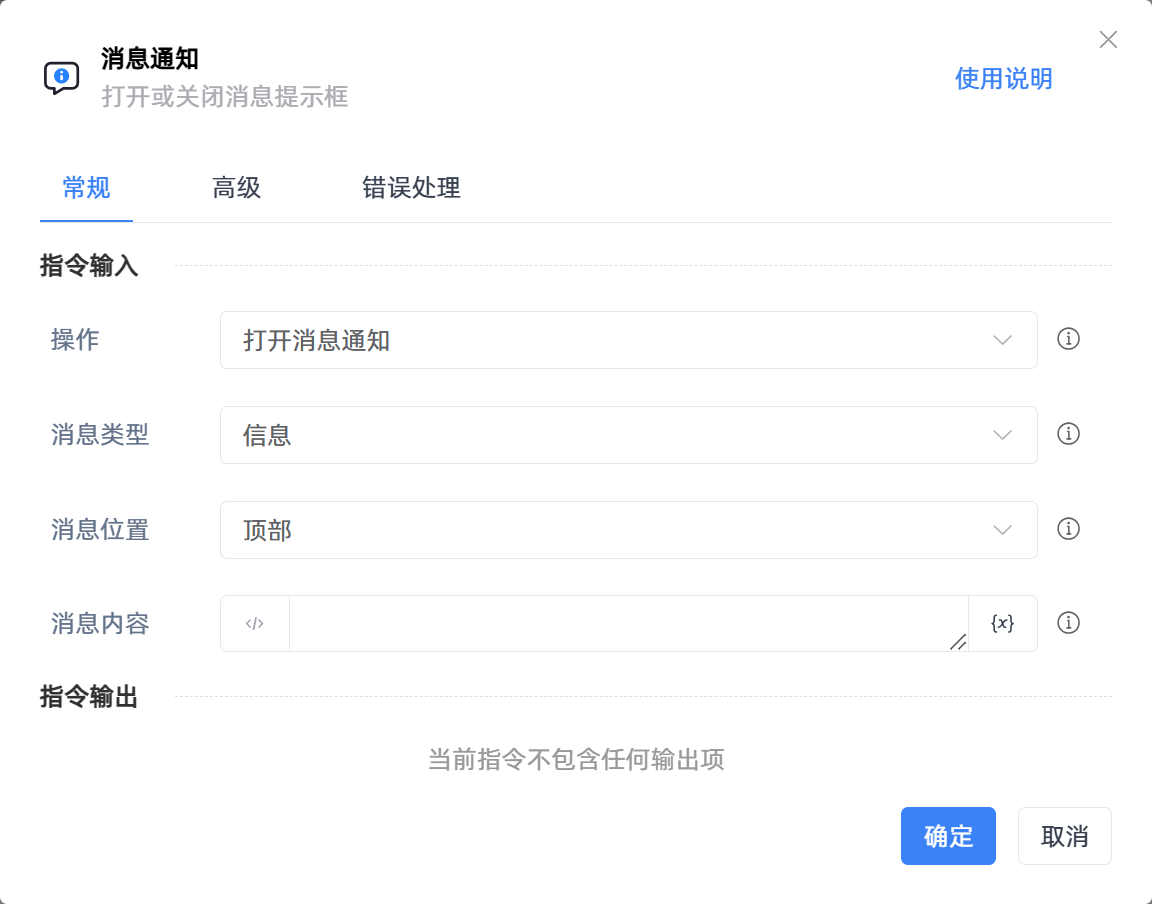 消息通知
打开或关闭消息提示框
使用说明
常规 高级 错误处理
指令输入
操作 打开消息通知
消息类型 信息
消息位置 顶部
消息内容 </> {x}
指令输出
当前指令不包含任何输出项
确定 取消